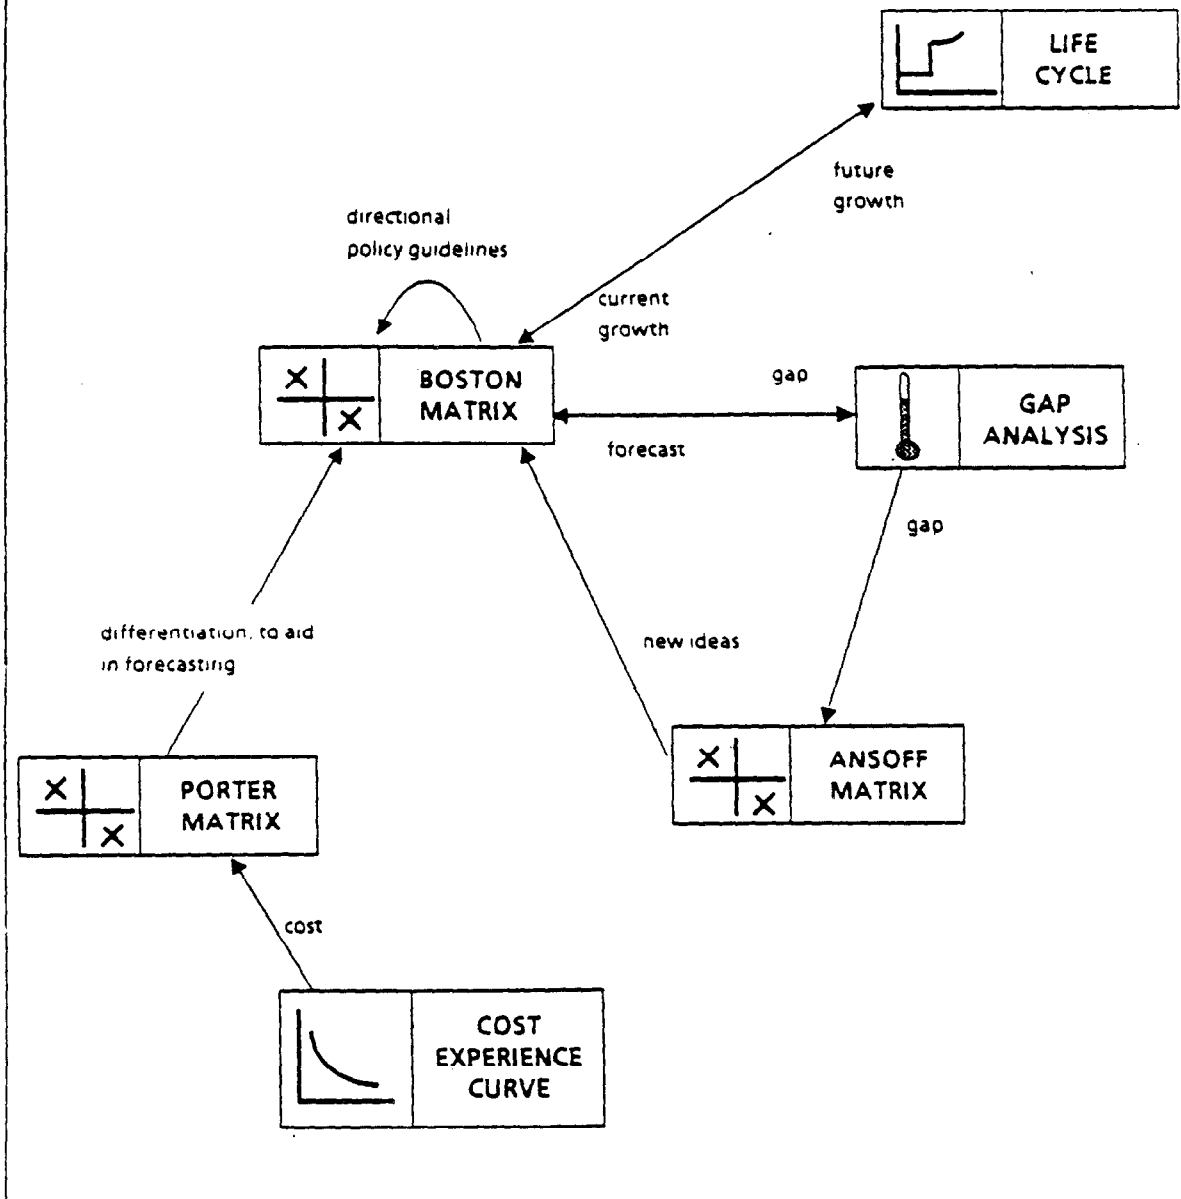 LIFE
CYCLE
future
growth
directional
policy guidelines
current
growth
BOSTON
MATRIX
gap
forecast
GAP
ANALYSIS
gap
differentiation, to aid
in forecasting
new ideas
PORTER
MATRIX
ANSOFF
MATRIX
cost
COST
EXPERIENCE
CURVE